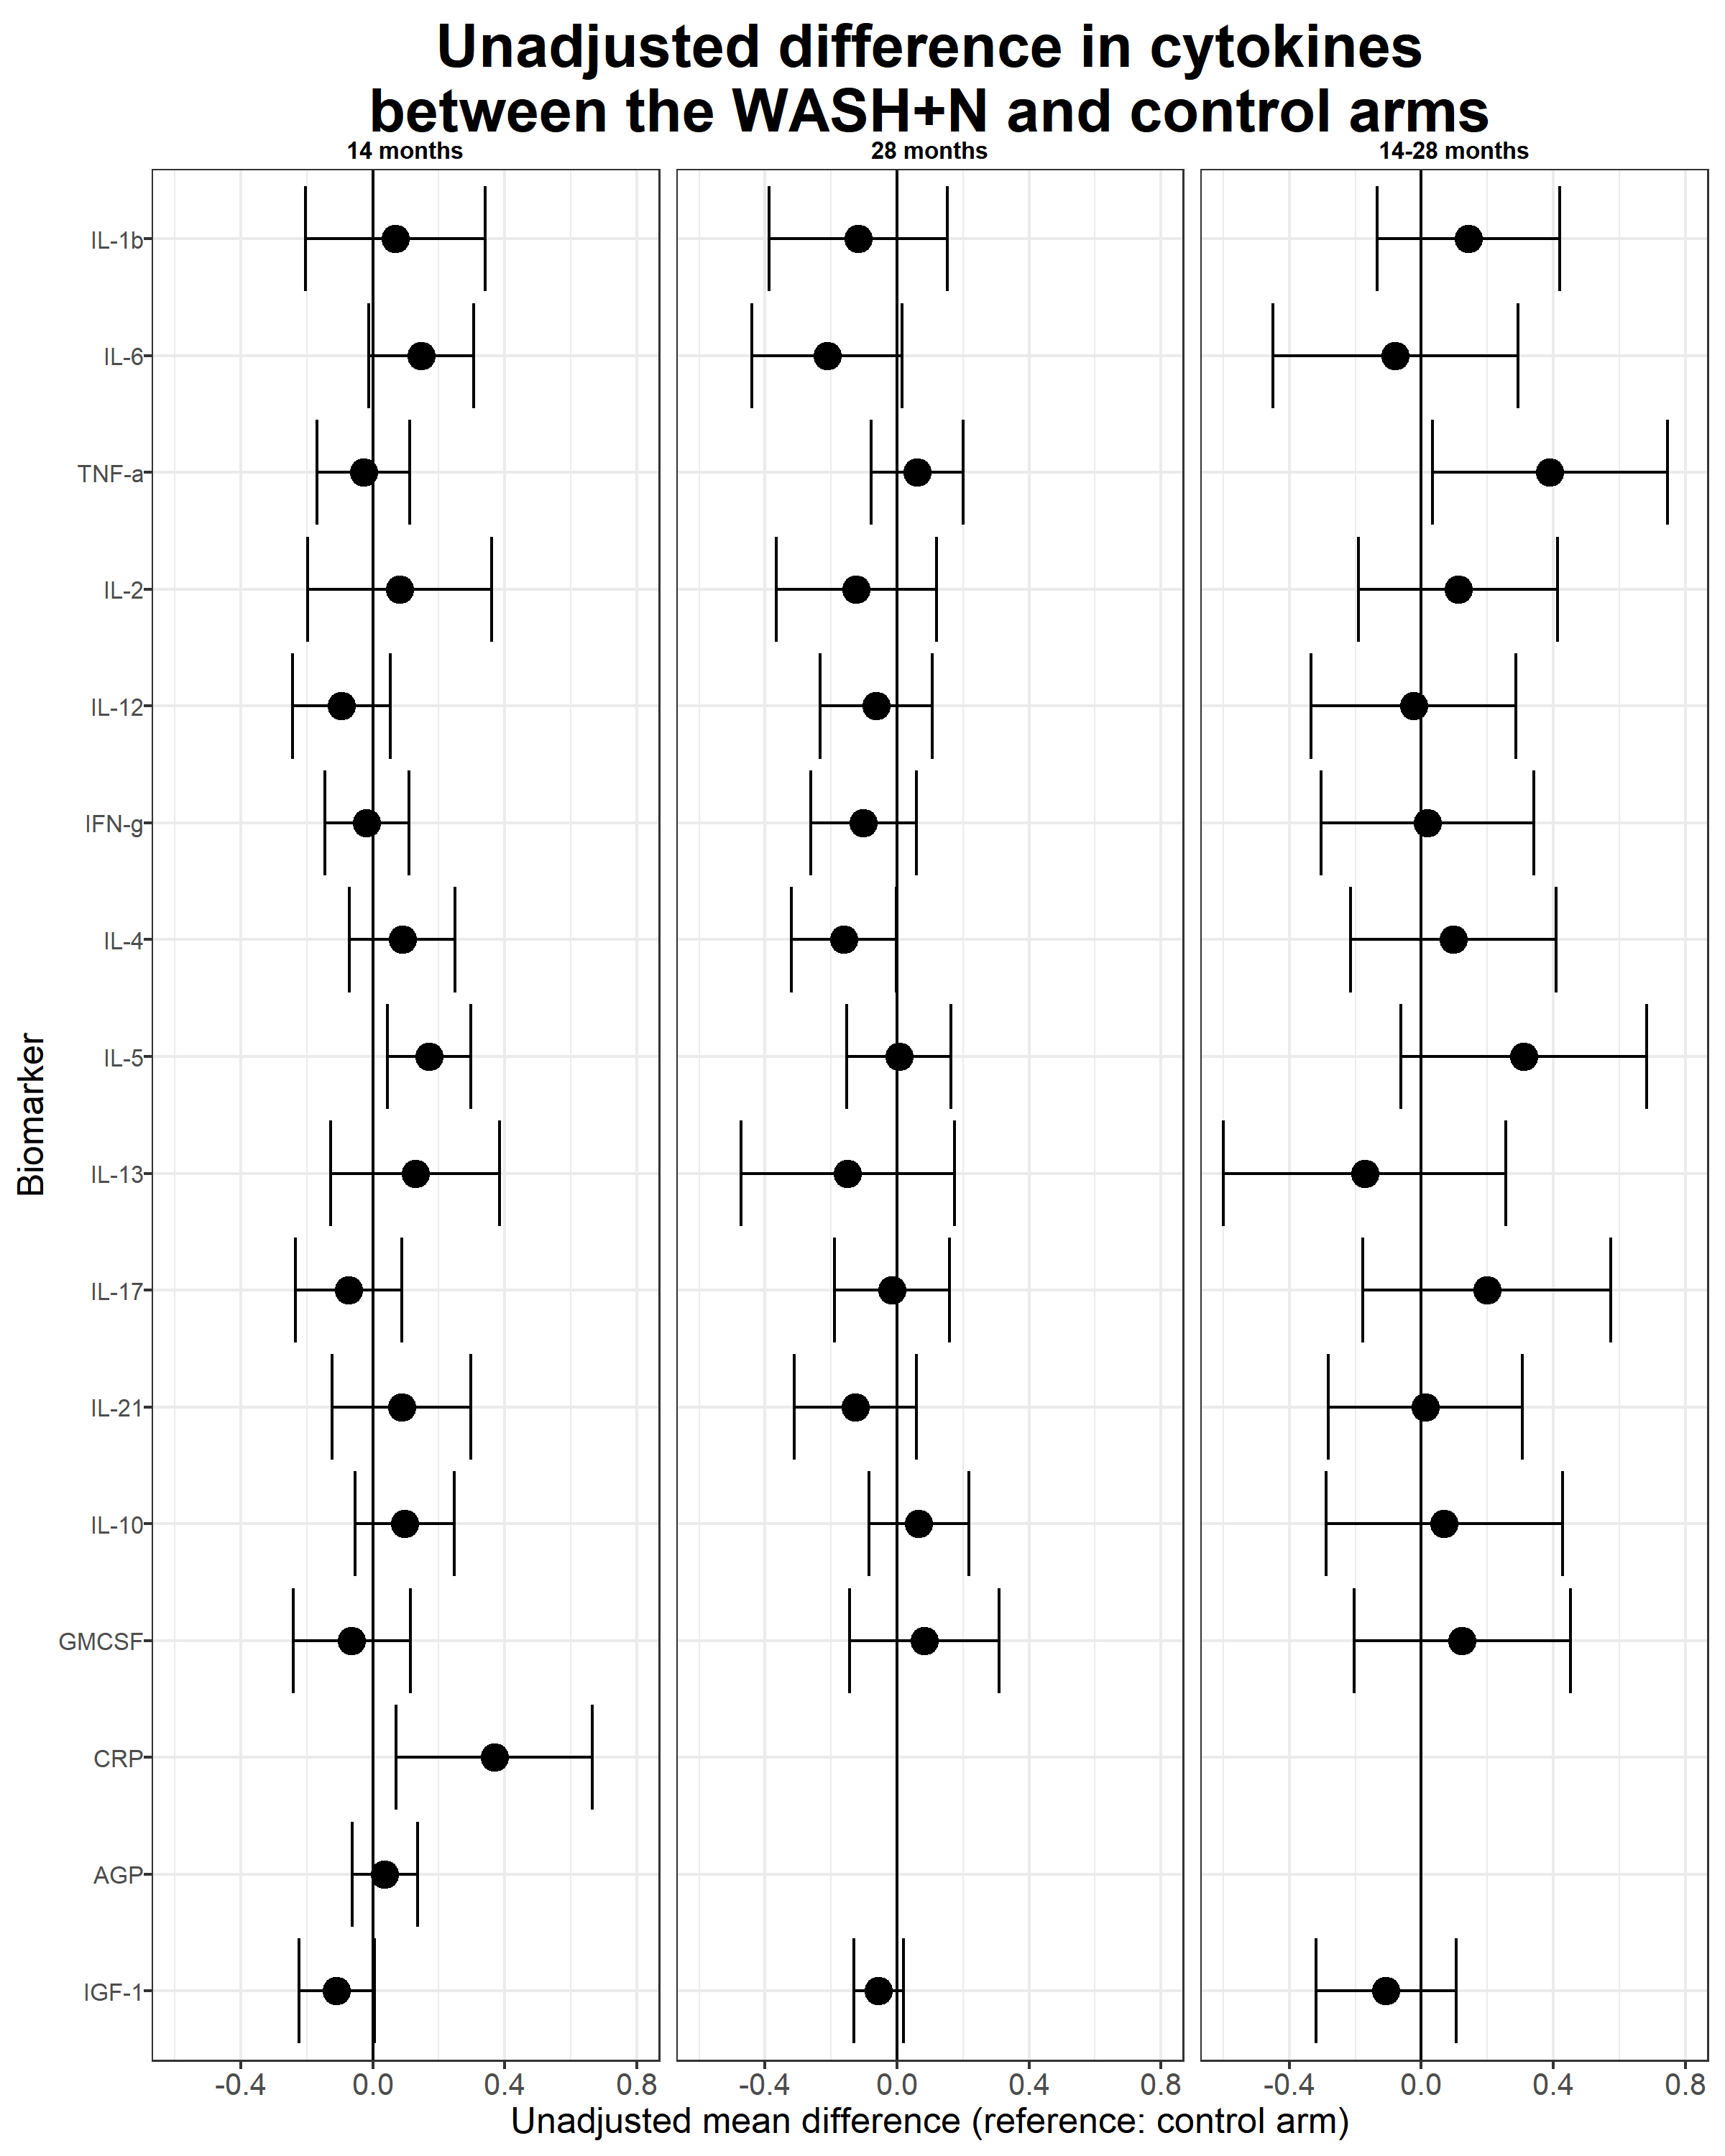 Unadjusted difference in cytokines
between the WASH+N and control arms
14 months
28 months
14-28 months
Biomarker
IL-1b
IL-6
TNF-a
IL-2
IL-12
IFN-g
IL-4
IL-5
IL-13
IL-17
IL-21
IL-10
GMCSF
CRP
AGP
IGF-1
-0.4 0.0 0.4 0.8
-0.4 0.0 0.4 0.8
-0.4 0.0 0.4 0.8
Unadjusted mean difference (reference: control arm)